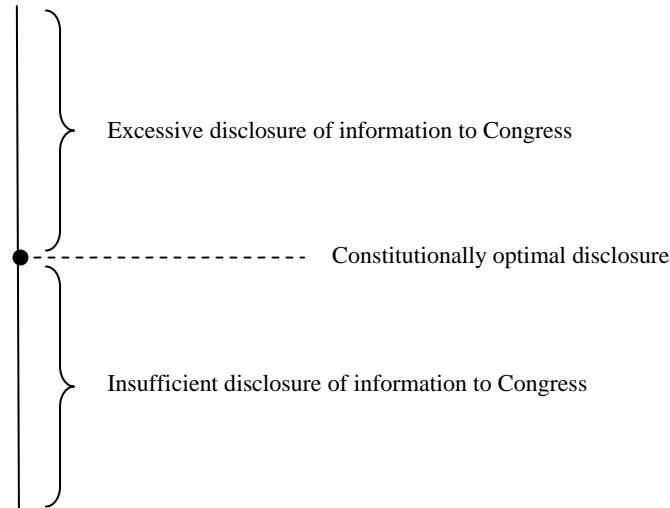 Excessive disclosure of information to Congress
Constitutionally optimal disclosure
Insufficient disclosure of information to Congress